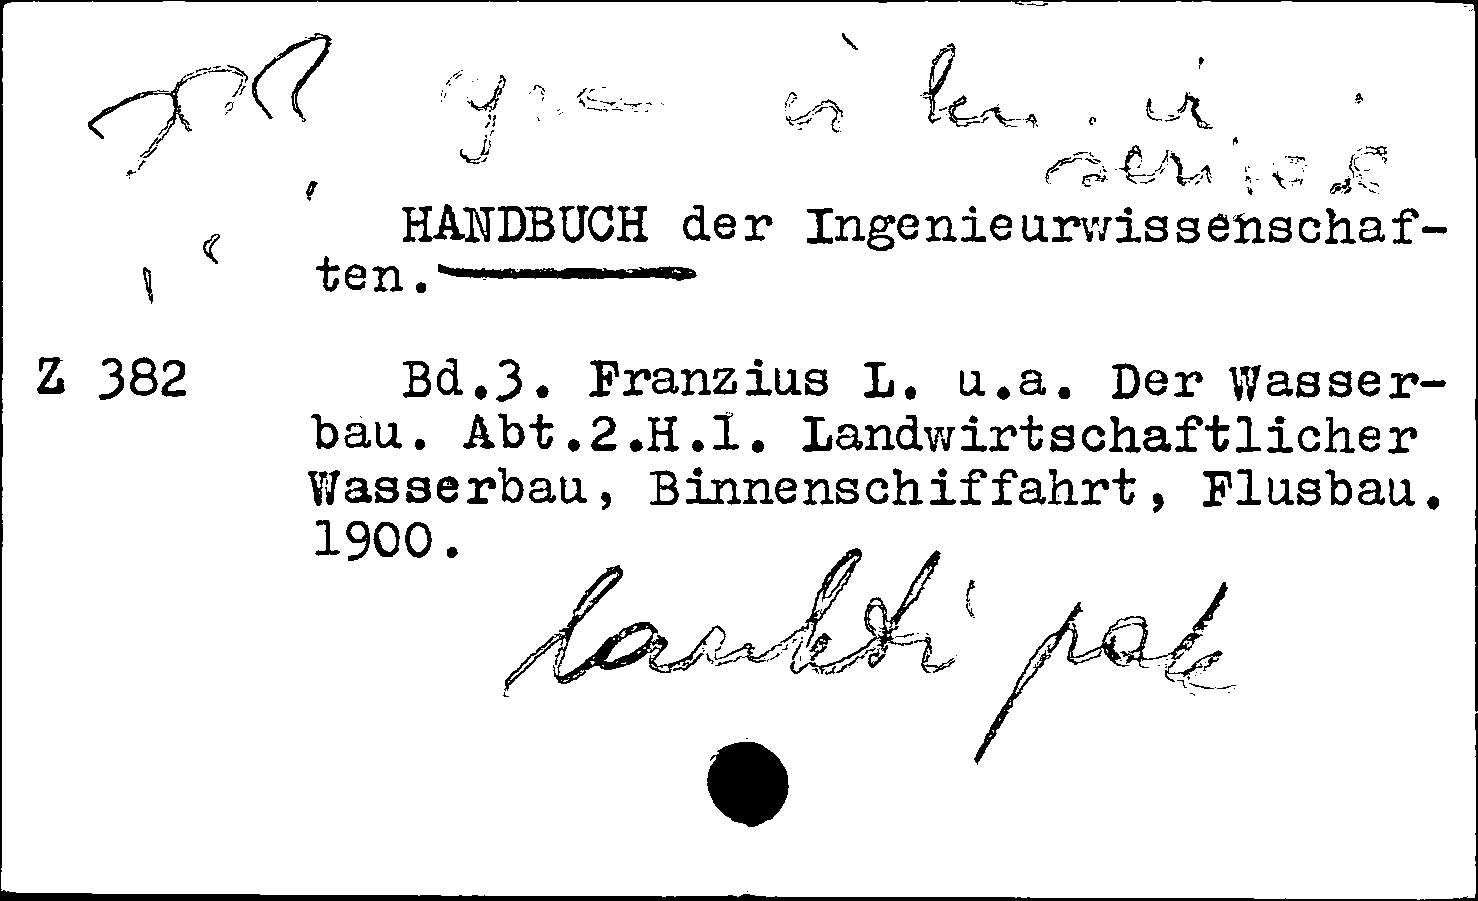 HANDBUCH der Ingenieurwissenschaf-
ten.
Z 382 Bd.3. Franzius L. u.a. Der Wasser-
bau. Abt.2.H.1. Landwirtschaftlicher
Wasserbau, Binnenschiffahrt, Flusbau.
1900.